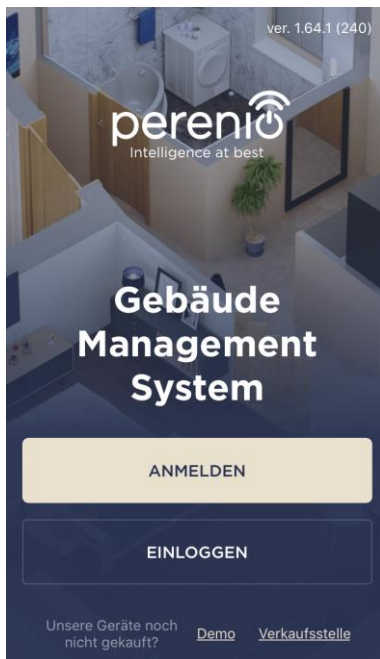 ver. 1.64.1 (240)
perenio
Intelligence at best
Gebäude
Management
System
ANMELDEN
EINLOGGEN
Unsere Geräte noch
nicht gekauft?
Demo
Verkaufsstelle